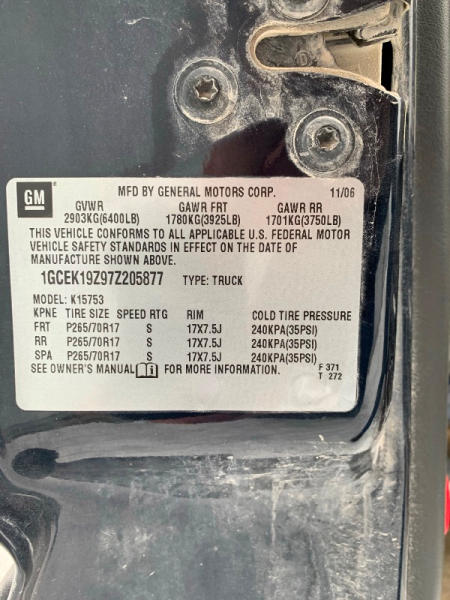 GM MFD BY GENERAL MOTORS CORP. 11/06
GVWR GAWR FRT GAWR RR
2903KG(6400LB) 1780KG(3925LB) 1701KG(3750LB)
THIS VEHICLE CONFORMS TO ALL APPLICABLE U.S. FEDERAL MOTOR
VEHICLE SAFETY STANDARDS IN EFFECT ON THE DATE OF
MANUFACTURE SHOWN ABOVE.
1GCEK19Z97Z205877 TYPE: TRUCK
MODEL: K15753
KPNE TIRE SIZE SPEED RTG RIM COLD TIRE PRESSURE
FRT P265/70R17 S 17X7.5J 240KPA(35PSI)
RR P265/70R17 S 17X7.5J 240KPA(35PSI)
SPA P265/70R17 S 17X7.5J 240KPA(35PSI)
SEE OWNER'S MANUAL FOR MORE INFORMATION. F 371
T 272